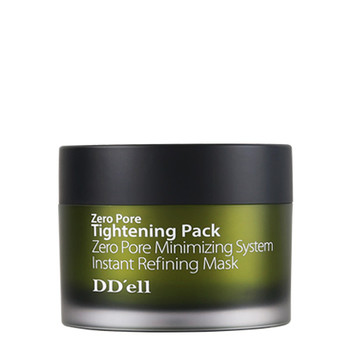 Zero Pore
Tightening Pack
Zero Pore Minimizing System
Instant Refining Mask
DD'ell